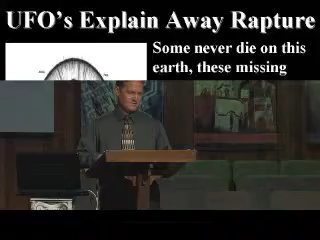 UFO's Explain Away Rapture
Some never die on this
earth, these missing